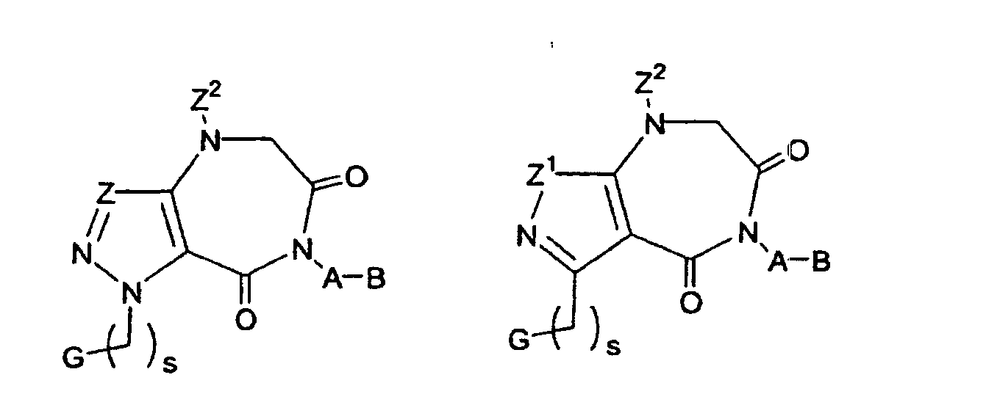 Z² Z²
N N
O O
Z Z¹
N N N N
A–B A–B
N O O
G ( )s G ( )s